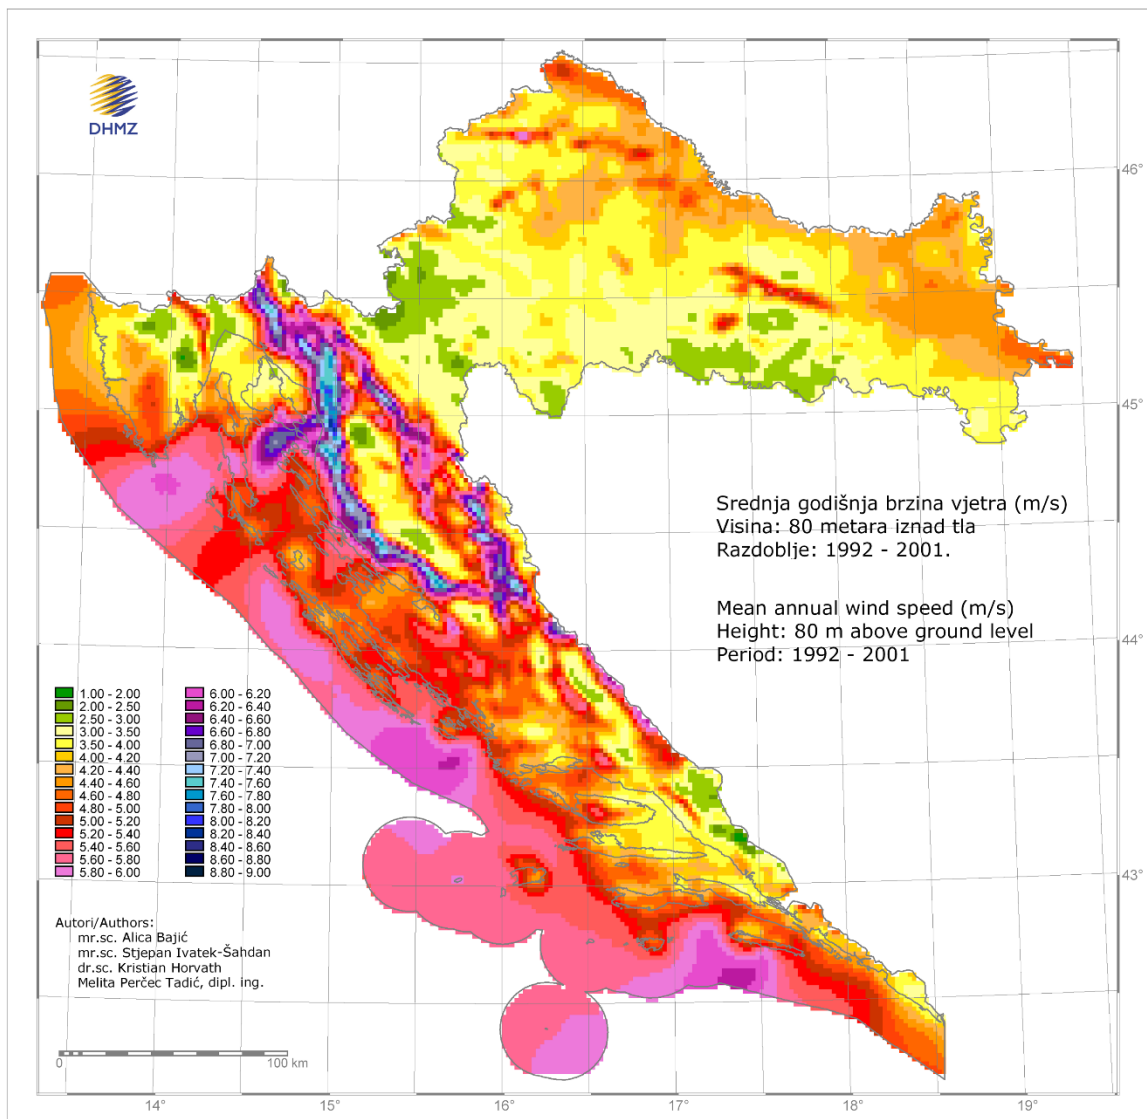 DHMZ
46°
45°
Srednja godišnja brzina vjetra (m/s)
Visina: 80 metara iznad tla
Razdoblje: 1992 - 2001.
Mean annual wind speed (m/s)
Height: 80 m above ground level
Period: 1992 - 2001
44°
1.00 - 2.00 6.00 - 6.20
2.00 - 2.50 6.20 - 6.40
2.50 - 3.00 6.40 - 6.60
3.00 - 3.50 6.60 - 6.80
3.50 - 4.00 6.80 - 7.00
4.00 - 4.20 7.00 - 7.20
4.20 - 4.40 7.20 - 7.40
4.40 - 4.60 7.40 - 7.60
4.60 - 4.80 7.60 - 7.80
4.80 - 5.00 7.80 - 8.00
5.00 - 5.20 8.00 - 8.20
5.20 - 5.40 8.20 - 8.40
5.40 - 5.60 8.40 - 8.60
5.60 - 5.80 8.60 - 8.80
5.80 - 6.00 8.80 - 9.00
43°
Autori/Authors:
mr.sc. Alica Bajić
mr.sc. Stjepan Ivatek-Šahdan
dr.sc. Kristian Horvath
Melita Perčec Tadić, dipl. ing.
0 100 km
14° 15° 16° 17° 18° 19°